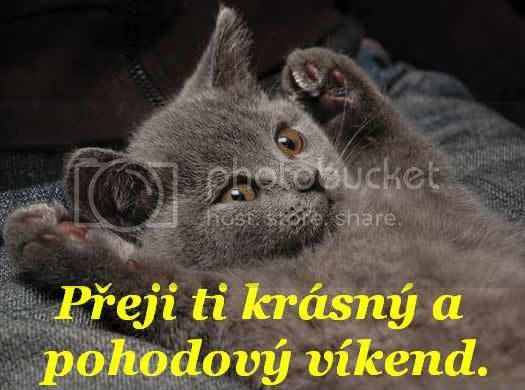 photobucket
host. store. share.
Přeji ti krásný a
pohodový víkend.